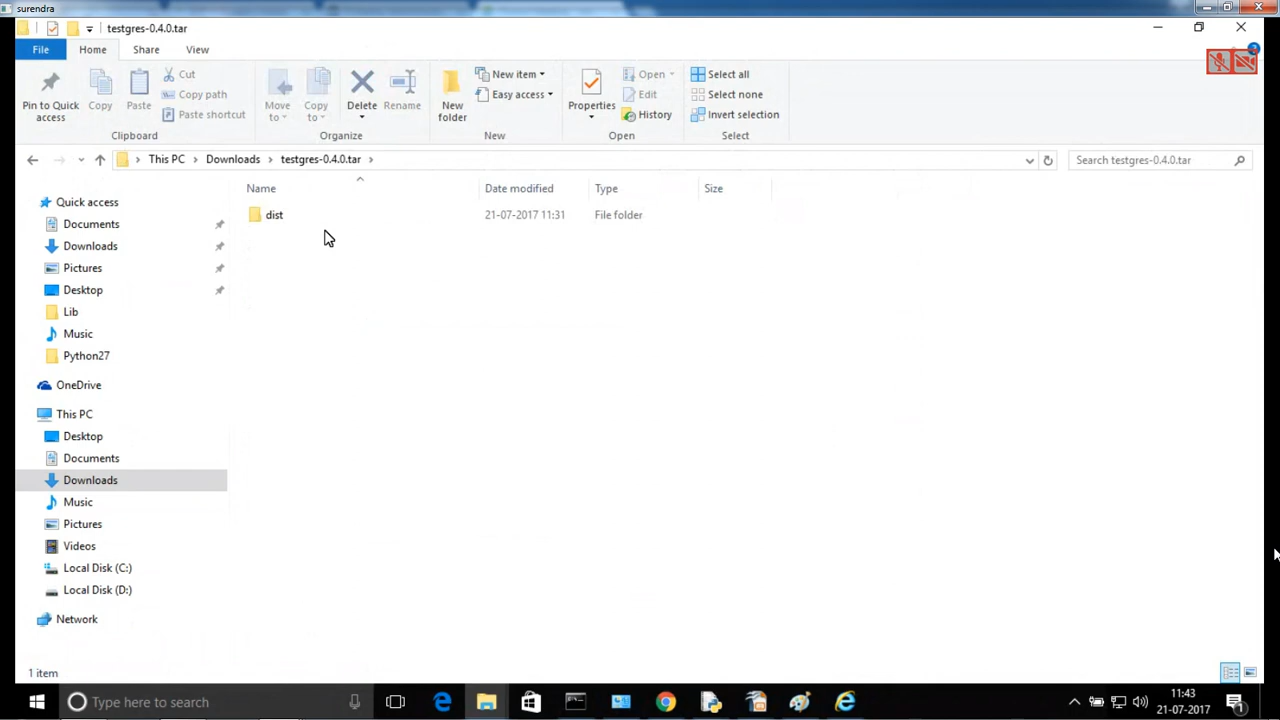 surendra
testgres-0.4.0.tar
File Home Share View
Pin to Quick access
Copy
Paste
Cut
Copy path
Paste shortcut
Clipboard
Move to
Copy to
Delete
Rename
Organize
New folder
New item
Easy access
New
Properties
Open
Edit
History
Open
Select all
Select none
Invert selection
Select
This PC Downloads testgres-0.4.0.tar
Search testgres-0.4.0.tar
Name Date modified Type Size
dist 21-07-2017 11:31 File folder
Quick access
Documents
Downloads
Pictures
Desktop
Lib
Music
Python27
OneDrive
This PC
Desktop
Documents
Downloads
Music
Pictures
Videos
Local Disk (C:)
Local Disk (D:)
Network
1 item
Type here to search
11:43
21-07-2017
1